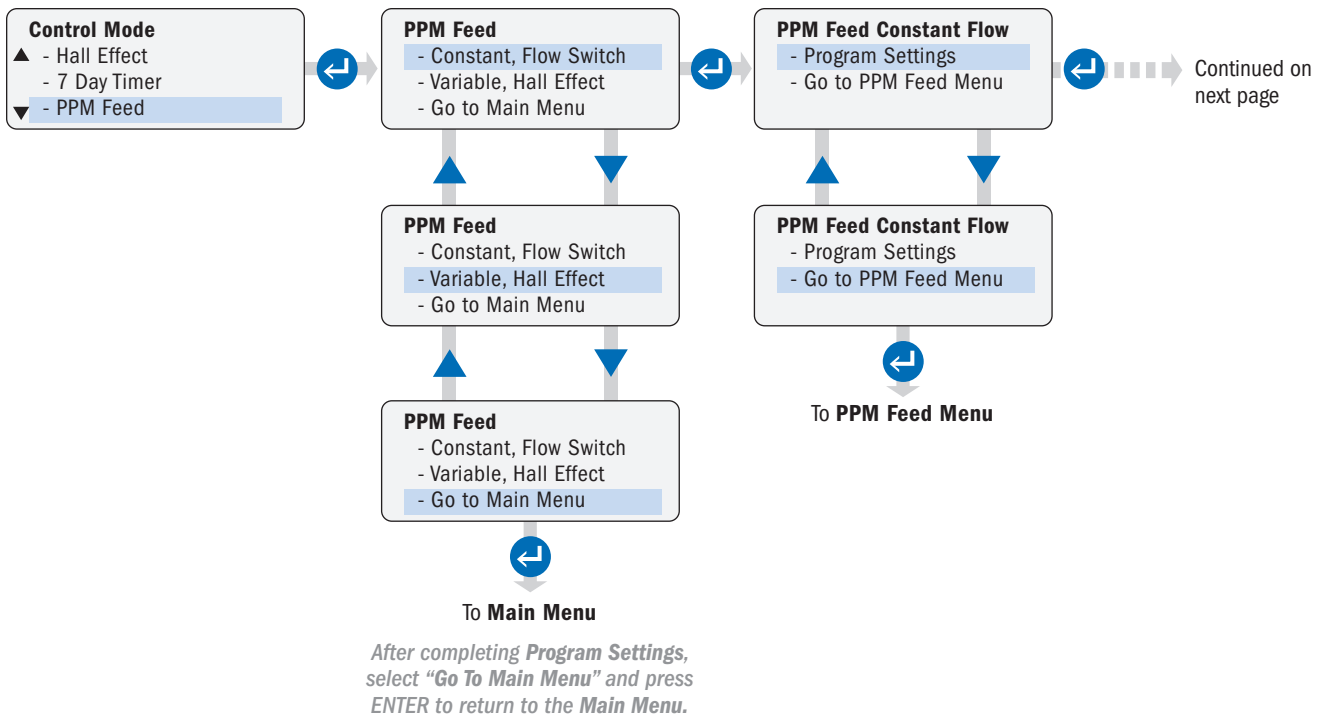 Control Mode
- Hall Effect
- 7 Day Timer
- PPM Feed
PPM Feed
- Constant, Flow Switch
- Variable, Hall Effect
- Go to Main Menu
PPM Feed Constant Flow
- Program Settings
- Go to PPM Feed Menu
Continued on
next page
PPM Feed
- Constant, Flow Switch
- Variable, Hall Effect
- Go to Main Menu
PPM Feed Constant Flow
- Program Settings
- Go to PPM Feed Menu
To PPM Feed Menu
PPM Feed
- Constant, Flow Switch
- Variable, Hall Effect
- Go to Main Menu
To Main Menu
After completing Program Settings,
select “Go To Main Menu” and press
ENTER to return to the Main Menu.